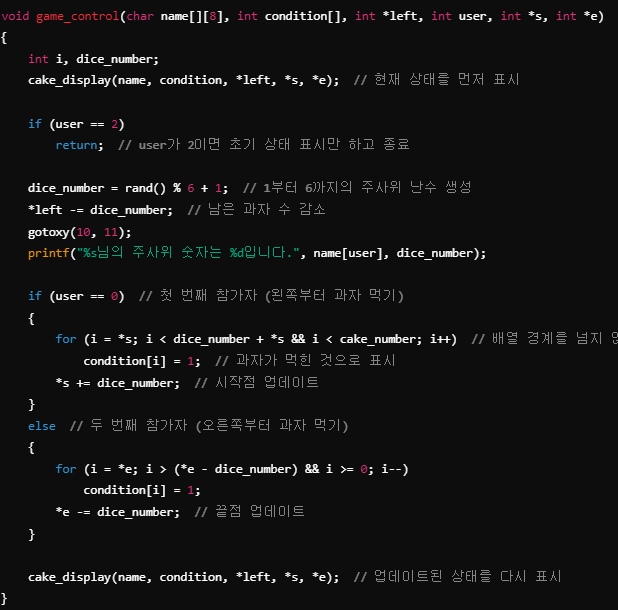 void game_control(char name[][8], int condition[], int *left, int user, int *s, int *e)
{
    int i, dice_number;
    cake_display(name, condition, *left, *s, *e);  // 현재 상태를 먼저 표시

    if (user == 2)
        return;  // user가 2이면 초기 상태 표시만 하고 종료

    dice_number = rand() % 6 + 1;  // 1부터 6까지의 주사위 난수 생성
    *left -= dice_number;  // 남은 과자 수 감소
    gotoxy(10, 11);
    printf("%s님의 주사위 숫자는 %d입니다.", name[user], dice_number);

    if (user == 0)  // 첫 번째 참가자 (왼쪽부터 과자 먹기)
    {
        for (i = *s; i < dice_number + *s && i < cake_number; i++)  // 배열 경계를 넘지
            condition[i] = 1;  // 과자가 먹힌 것으로 표시
        *s += dice_number;  // 시작점 업데이트
    }
    else  // 두 번째 참가자 (오른쪽부터 과자 먹기)
    {
        for (i = *e; i > (*e - dice_number) && i >= 0; i--)
            condition[i] = 1;
        *e -= dice_number;  // 끝점 업데이트
    }

    cake_display(name, condition, *left, *s, *e);  // 업데이트된 상태를 다시 표시
}